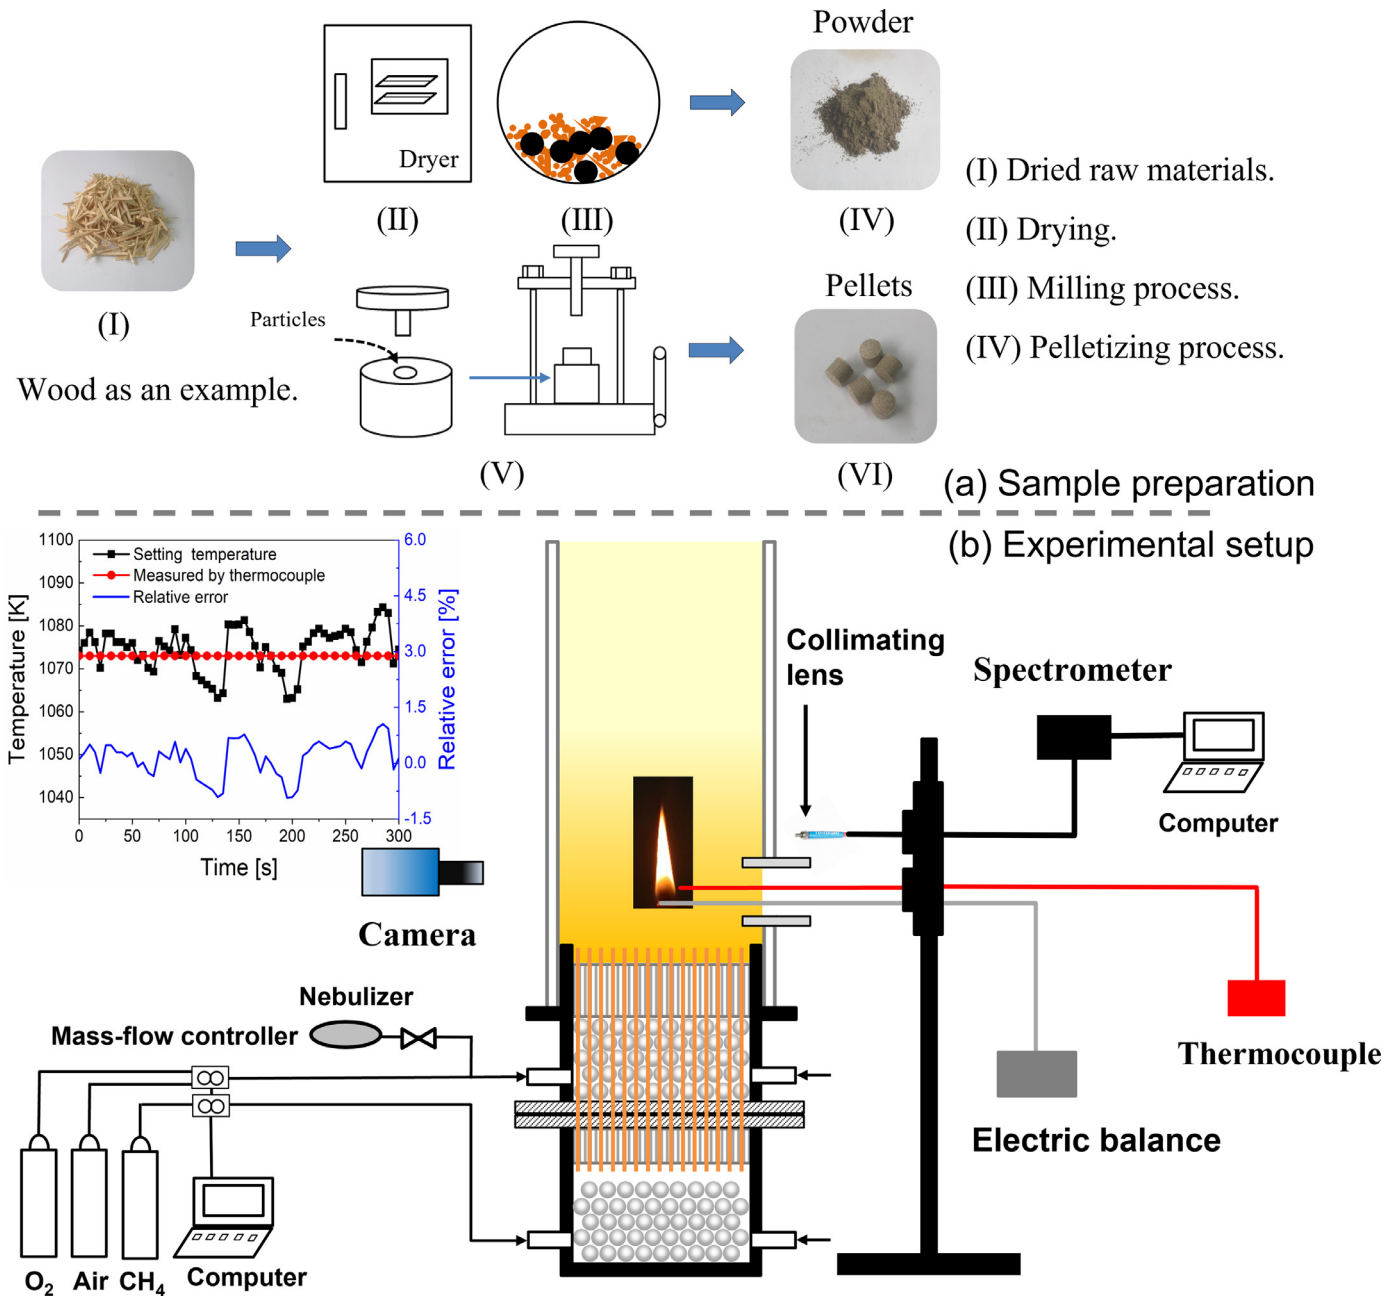 Powder
Dryer
(I)
(II)
(III)
(IV)
Particles
Wood as an example.
Pellets
(V)
(VI)
(I) Dried raw materials.
(II) Drying.
(III) Milling process.
(IV) Pelletizing process.
(a) Sample preparation
(b) Experimental setup
1100
1090
1080
1070
1060
1050
1040
Temperature [K]
Setting temperature
Measured by thermocouple
Relative error
6.0
4.5
3.0
1.5
0.0
-1.5
Relative error [%]
0
50
100
150
200
250
300
Time [s]
Camera
Collimating
lens
Spectrometer
Computer
Thermocouple
Electric balance
Nebulizer
Mass-flow controller
O2
Air
CH4
Computer